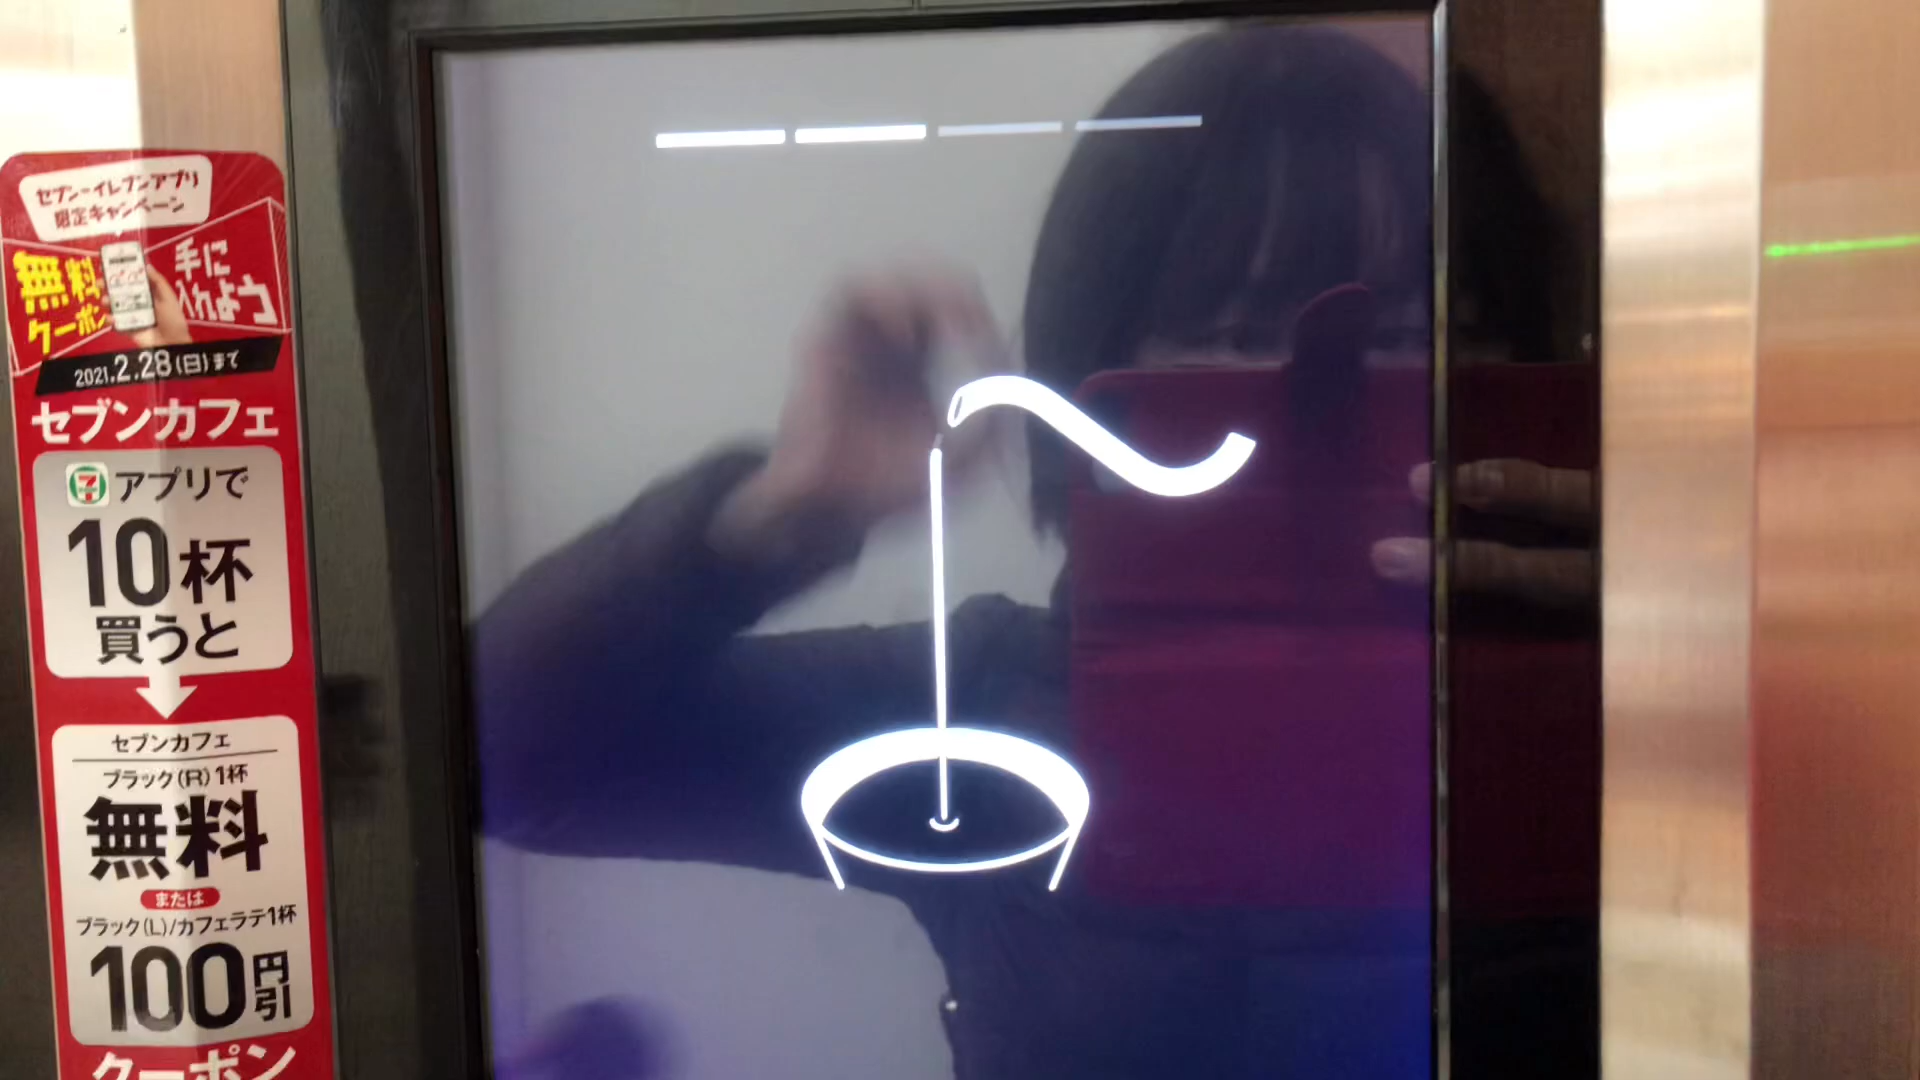 セブン-イレブンアプリ
限定キャンペーン
無料
クーポン
手に
入れよう
2021.2.28(日)まで
セブンカフェ
7 アプリで
10杯
買うと
セブンカフェ
ブラック(R)1杯
無料
または
ブラック(L)/カフェラテ1杯
100円引
クーポン